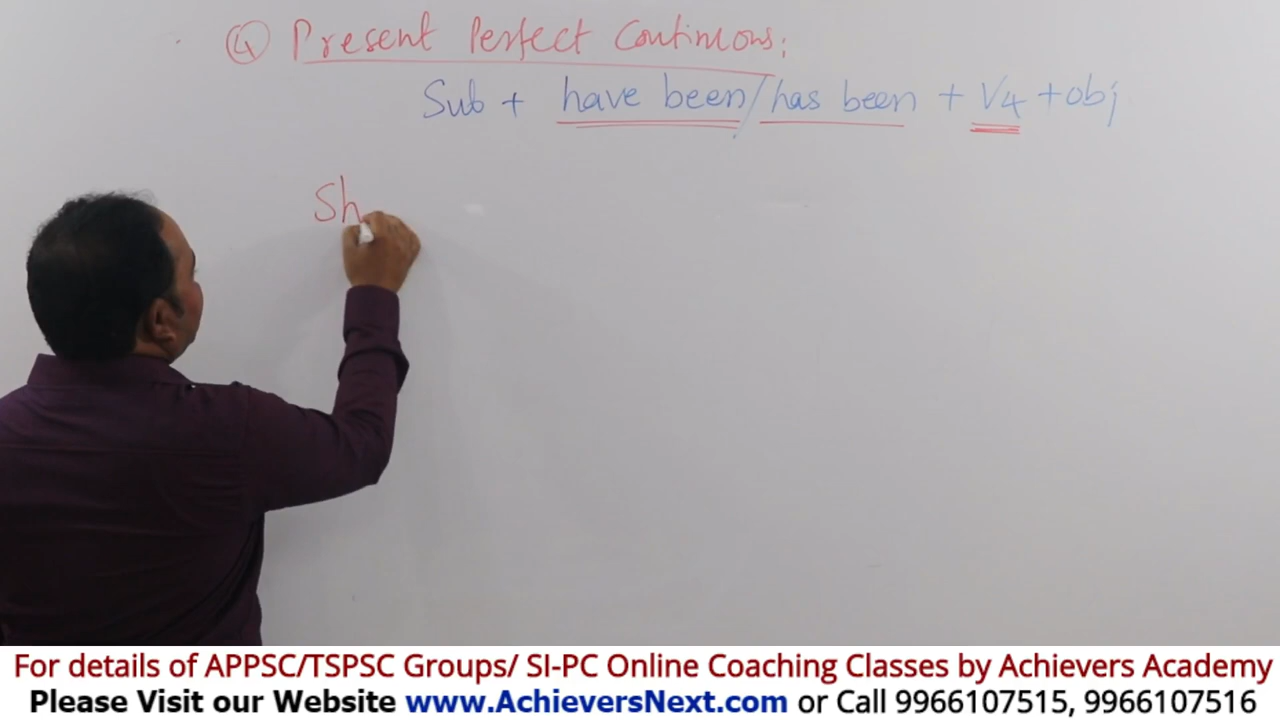 ④ Present Perfect Continuous:
Sub + have been/has been + V4 + obj
Sh
For details of APPSC/TSPSC Groups/ SI-PC Online Coaching Classes by Achievers Academy
Please Visit our Website www.AchieversNext.com or Call 9966107515, 9966107516